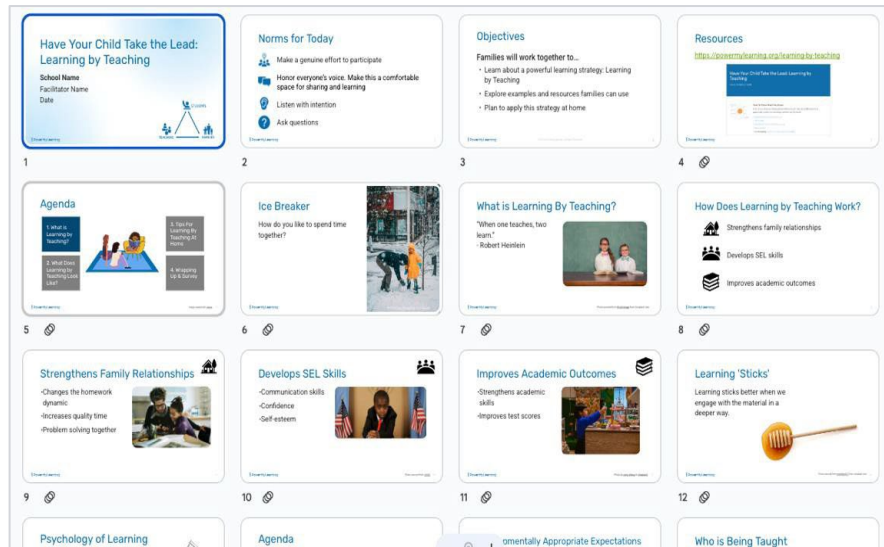 Have Your Child Take the Lead:
Learning by Teaching
School Name
Facilitator Name
Date
1
Norms for Today
Make a genuine effort to participate
Honor everyone's voice. Make this a comfortable
space for sharing and learning
Listen with intention
Ask questions
2
Objectives
Families will work together to...
• Learn about a powerful learning strategy: Learning
by Teaching
• Explore examples and resources families can use
• Plan to apply this strategy at home
3
Resources
https://powermylearning.org/learning-by-teaching
Have Your Child Take the Lead: Learning by
Teaching
4
Agenda
1. What is
Learning by
Teaching?
2. What Does
Learning by
Teaching Look
Like?
3. Tips For
Learning By
Teaching At
Home
4. Wrapping
Up & Survey
5
Ice Breaker
How do you like to spend time
together?
6
What is Learning By Teaching?
"When one teaches, two
learn."
- Robert Heinlein
7
How Does Learning by Teaching Work?
Strengthens family relationships
Develops SEL skills
Improves academic outcomes
8
Strengthens Family Relationships
•Changes the homework
dynamic
•Increases quality time
•Problem solving together
9
Develops SEL Skills
•Communication skills
•Confidence
•Self-esteem
10
Improves Academic Outcomes
•Strengthens academic
skills
•Improves test scores
11
Learning 'Sticks'
Learning sticks better when we
engage with the material in a
deeper way.
12
Psychology of Learning
Agenda
Appropriate Expectations
Who is Being Taught